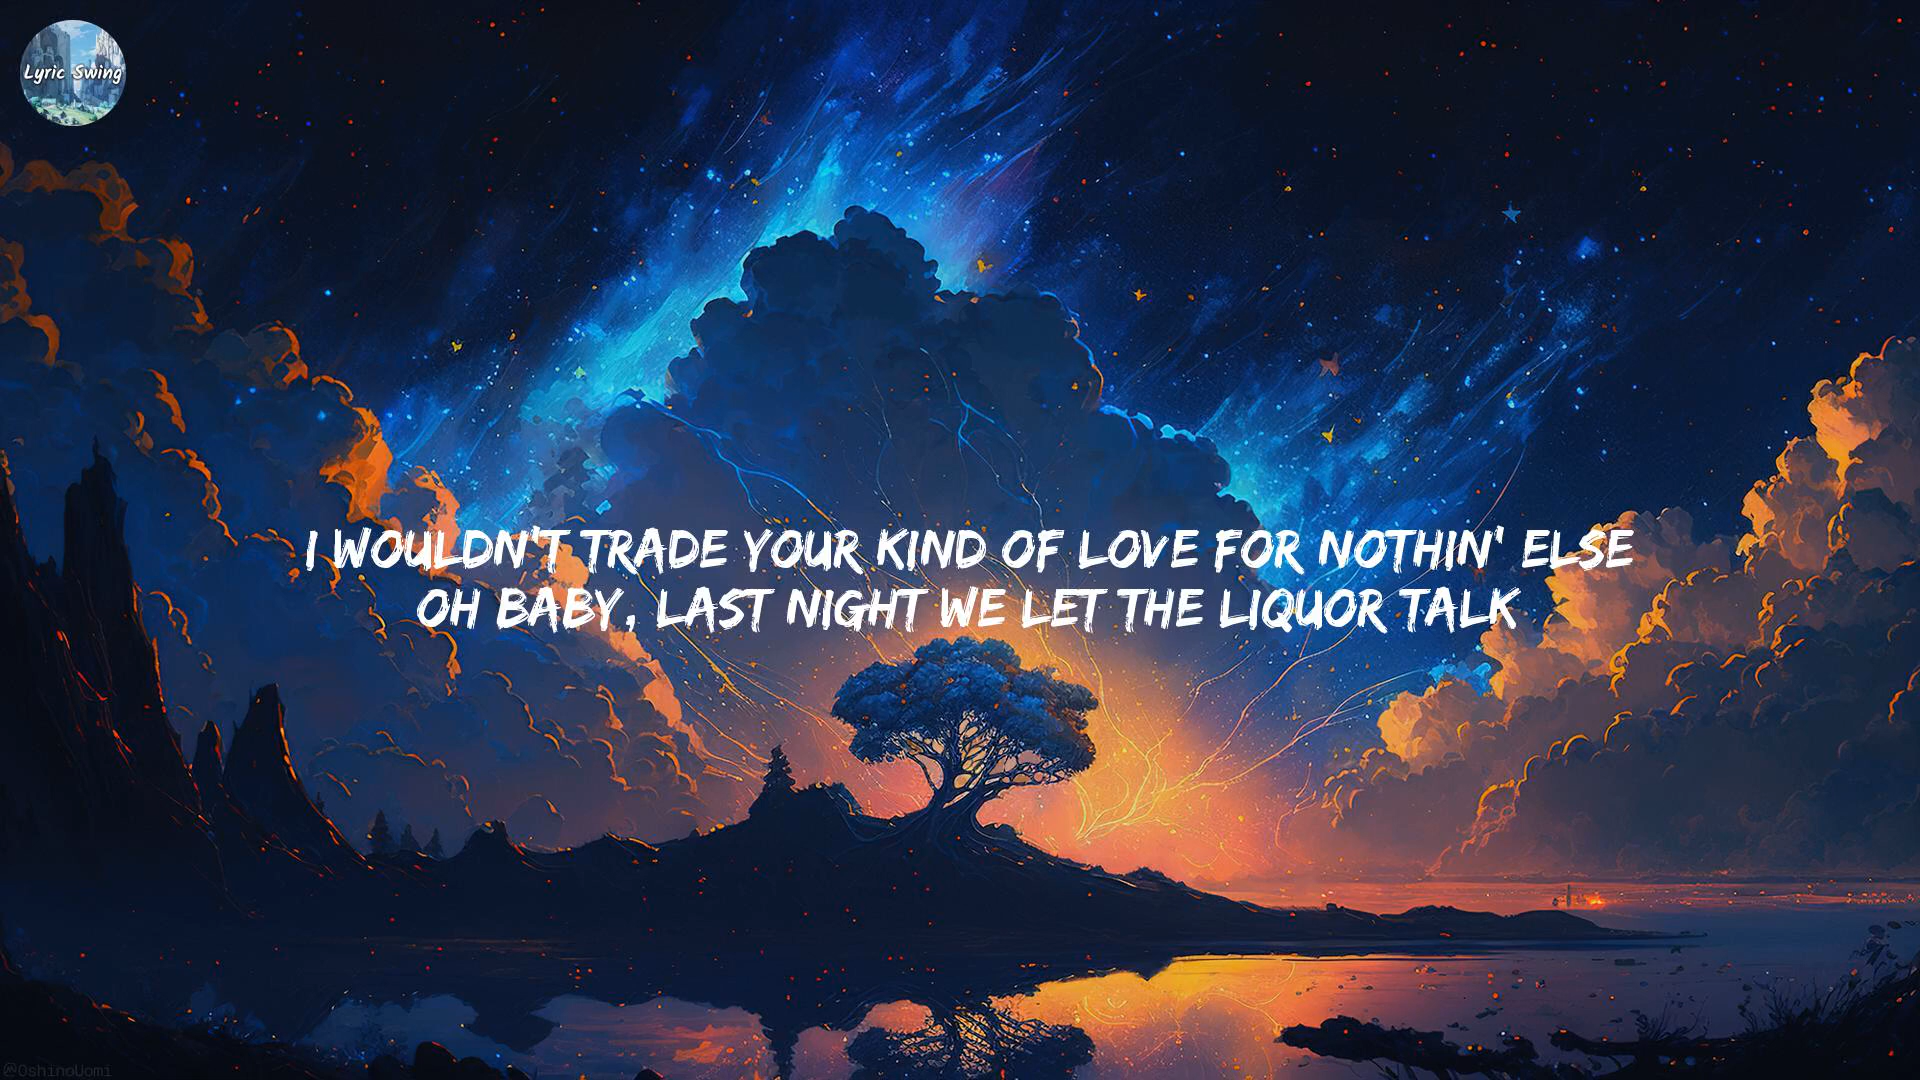 Lyric Swing
I WOULDN'T TRADE YOUR KIND OF LOVE FOR NOTHIN' ELSE
OH BABY, LAST NIGHT WE LET THE LIQUOR TALK
@OshinoUomi